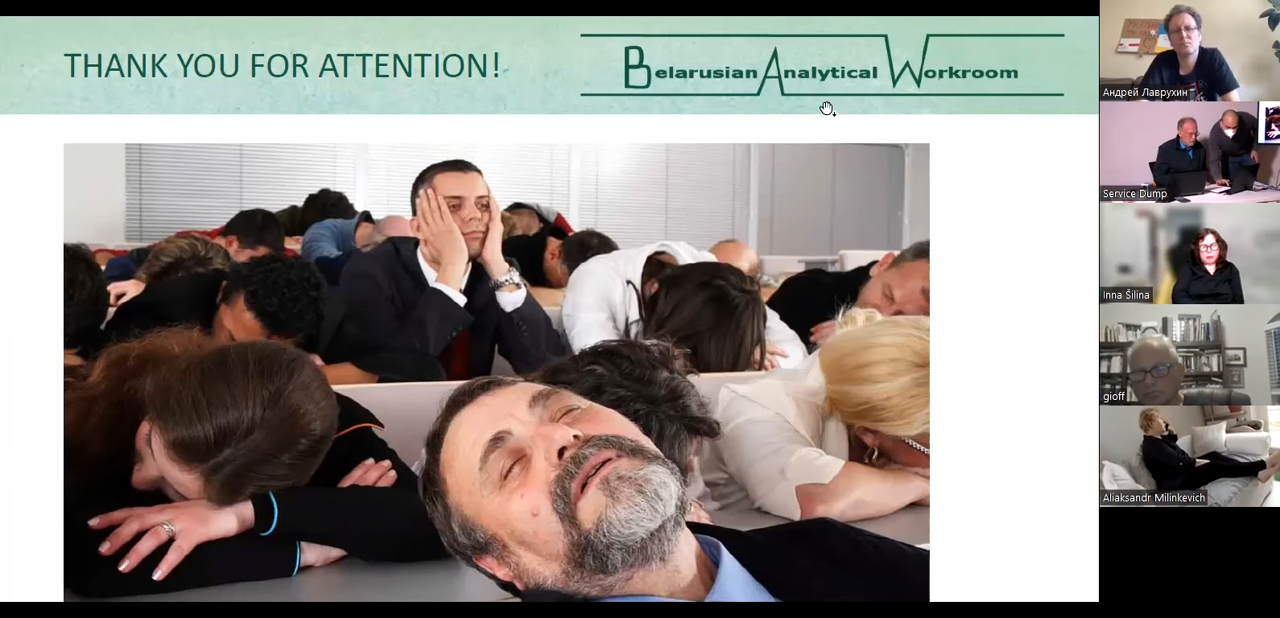 THANK YOU FOR ATTENTION!
Belarusian Analytical Workroom
Андрей Лаврухин
Service Dump
Inna Šilina
gioff
Aliaksandr Milinkevich